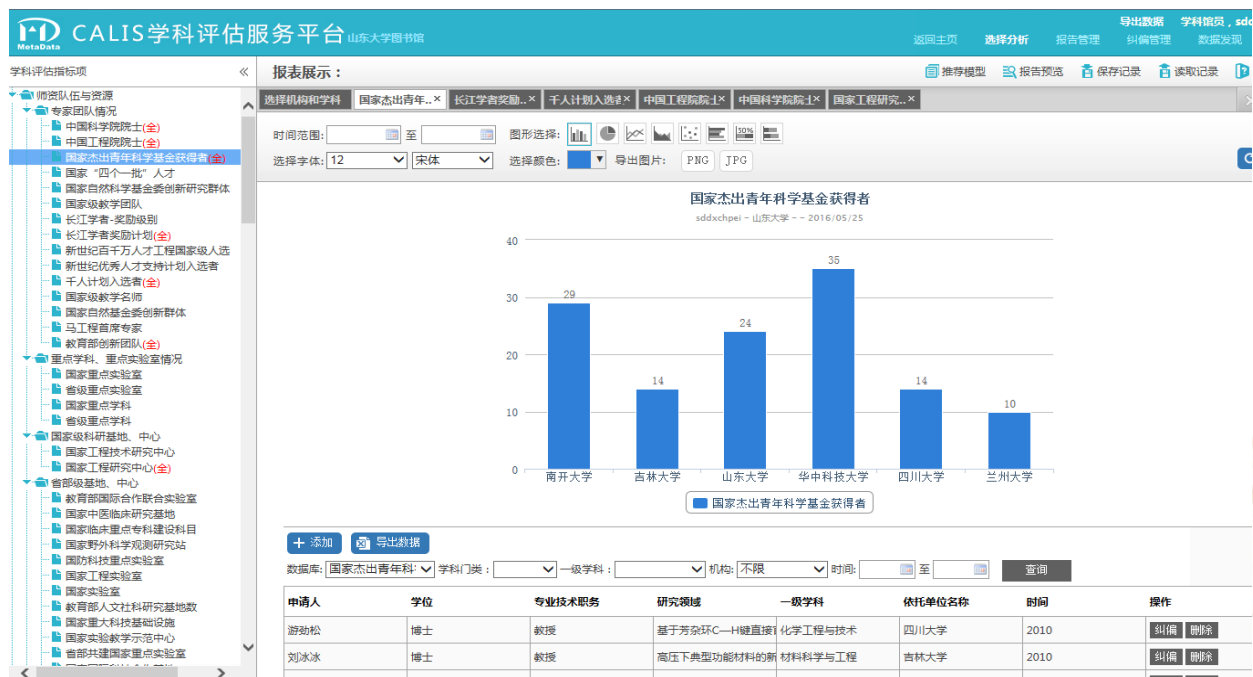 MetaData
CALIS学科评估服务平台 山东大学图书馆
导出数据 学科馆员，sdd
返回主页 选择分析 报告管理 纠偏管理 数据发现
学科评估指标项
师资队伍与资源
专家团队情况
中国科学院院士(全)
中国工程院院士(全)
国家杰出青年科学基金获得者(全)
国家“四个一批”人才
国家自然科学基金委创新研究群体
国家级教学团队
长江学者-奖励级别
长江学者奖励计划(全)
新世纪百千万人才工程国家级人选
新世纪优秀人才支持计划入选者
千人计划入选者(全)
国家级教学名师
国家自然基金委创新群体
马工程首席专家
教育部创新团队(全)
重点学科、重点实验室情况
国家重点实验室
省级重点实验室
国家重点学科
省级重点学科
国家级科研基地、中心
国家工程技术研究中心
国家工程研究中心(全)
省部级基地、中心
教育部国际合作联合实验室
国家中医临床研究基地
国家临床重点专科建设科目
国家野外科学观测研究站
国防科技重点实验室
国家工程实验室
国家实验室
教育部人文社科研究基地数
国家重大科技基础设施
国家实验教学示范中心
省部共建国家重点实验室
报表展示：
推荐模型 报告预览 保存记录 读取记录
选择机构和学科 国家杰出青年..× 长江学者奖励..× 千人计划入选者× 中国工程院院士× 中国科学院院士× 国家工程研究..×
时间范围: 至 图形选择: 50%
选择字体: 12 宋体 选择颜色: 导出图片: PNG JPG
国家杰出青年科学基金获得者
sddxchpei - 山东大学 - - 2016/05/25
40
30
20
10
0
29
14
24
35
14
10
南开大学 吉林大学 山东大学 华中科技大学 四川大学 兰州大学
国家杰出青年科学基金获得者
添加 导出数据
数据库: 国家杰出青年科 学科门类： 一级学科： 机构: 不限 时间: 至 查询
申请人 学位 专业技术职务 研究领域 一级学科 依托单位名称 时间 操作
游劲松 博士 教授 基于芳杂环C—H键直接 化学工程与技术 四川大学 2010 纠偏 删除
刘冰冰 博士 教授 高压下典型功能材料的新 材料科学与工程 吉林大学 2010 纠偏 删除